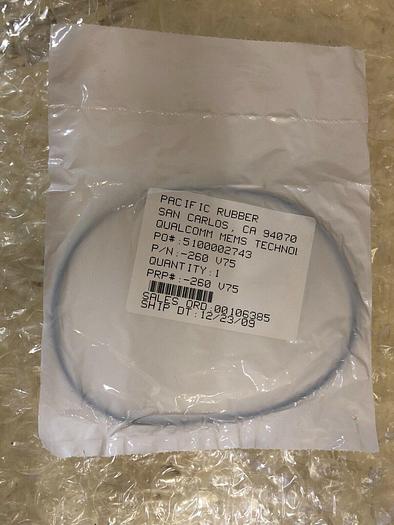 PACIFIC RUBBER
SAN CARLOS, CA 94070
QUALCOMM MEMS TECHNOL
PO#:5100002743
P/N:-260 V75
QUANTITY:1
PRP#:-260 V75
SALES ORD:00106385
SHIP DT:12/23/09